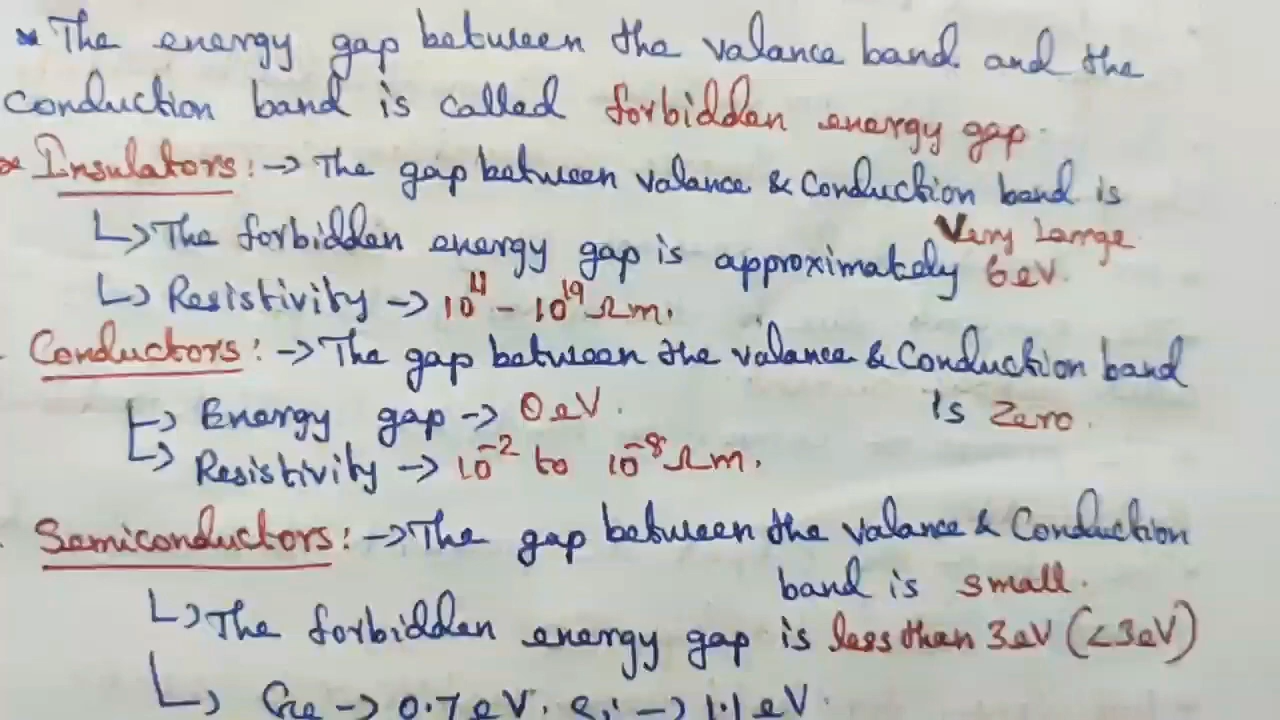 * The energy gap between the valance band and the
conduction band is called forbidden energy gap.
* Insulators: → The gap between valance & Conduction band is
Very Large
↳ The forbidden energy gap is approximately 6eV.
↳ Resistivity → 10¹¹ – 10¹⁹ Ωm.
Conductors: → The gap between the valance & Conduction band
is Zero.
↳ Energy gap → 0eV.
↳ Resistivity → 10⁻² to 10⁻⁸ Ωm.
Semiconductors: → The gap between the valance & Conduction
band is small.
↳ The forbidden energy gap is less than 3eV (<3eV)
↳ Ge → 0.7eV. Si → 1.1eV.